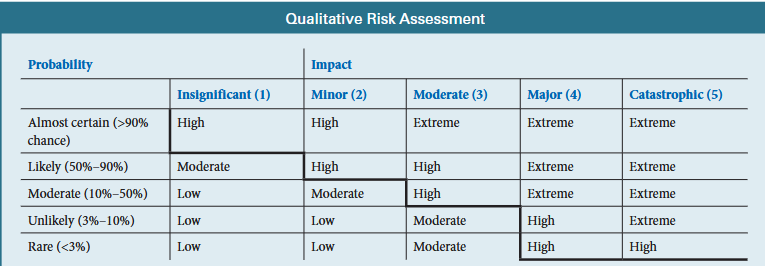 Qualitative Risk Assessment
Probability Impact
Insignificant (1) Minor (2) Moderate (3) Major (4) Catastrophic (5)
Almost certain (>90% High High Extreme Extreme Extreme
chance)
Likely (50%–90%) Moderate High High Extreme Extreme
Moderate (10%–50%) Low Moderate High Extreme Extreme
Unlikely (3%–10%) Low Low Moderate High Extreme
Rare (<3%) Low Low Moderate High High